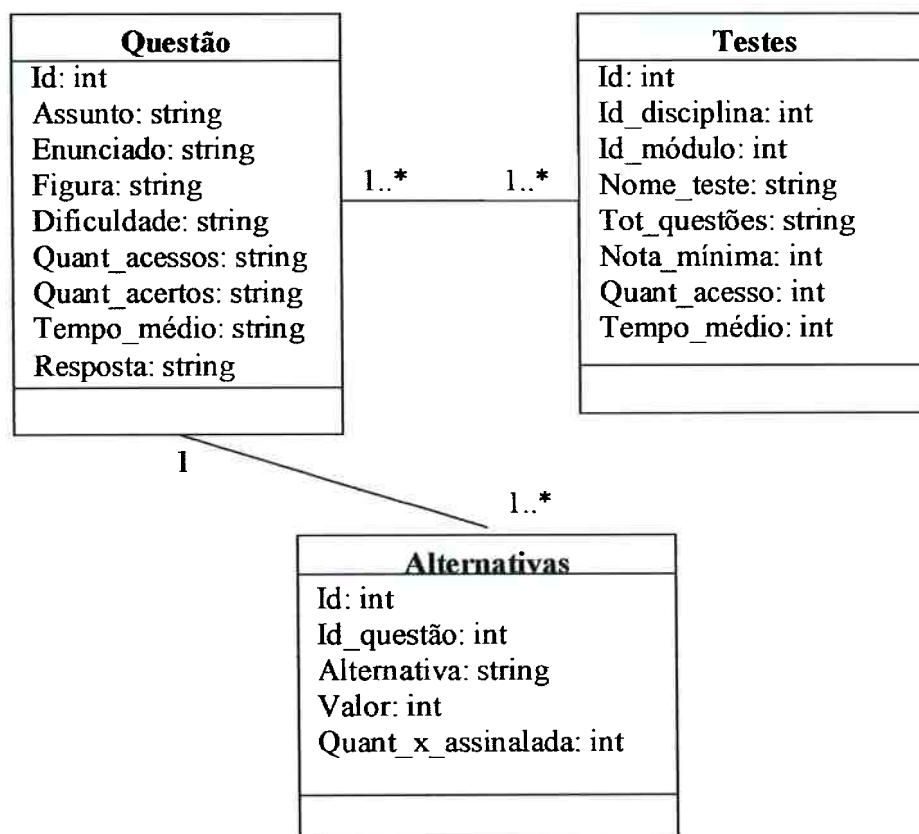 Questão
Id: int
Assunto: string
Enunciado: string
Figura: string
Dificuldade: string
Quant_acessos: string
Quant_acertos: string
Tempo_médio: string
Resposta: string
1..*
1..*
Testes
Id: int
Id_disciplina: int
Id_módulo: int
Nome_teste: string
Tot_questões: string
Nota_mínima: int
Quant_acesso: int
Tempo_médio: int
1
1..*
Alternativas
Id: int
Id_questão: int
Alternativa: string
Valor: int
Quant_x_assinalada: int